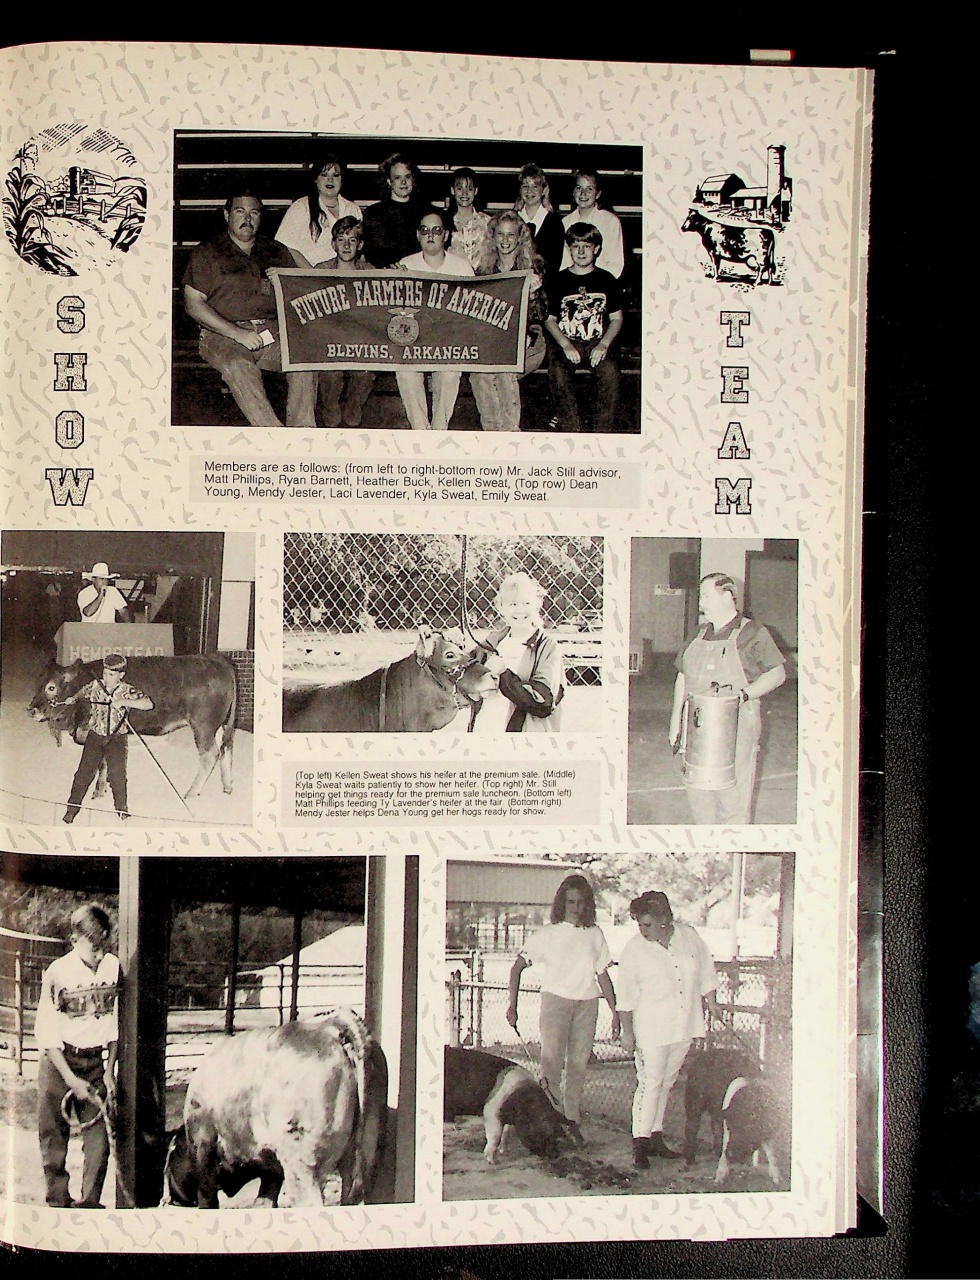 SHOW
TEAM
FUTURE FARMERS OF AMERICA
BLEVINS, ARKANSAS
Members are as follows: (from left to right-bottom row) Mr. Jack Still advisor,
Matt Phillips, Ryan Barnett, Heather Buck, Kellen Sweat, (Top row) Dean
Young, Mendy Jester, Laci Lavender, Kyla Sweat, Emily Sweat.
HEMPSTEAD
(Top left) Kellen Sweat shows his heifer at the premium sale. (Middle)
Kyla Sweat waits patiently to show her heifer. (Top right) Mr. Still
helping get things ready for the premium sale luncheon. (Bottom left)
Matt Phillips feeding Ty Lavender's heifer at the fair. (Bottom right)
Mendy Jester helps Dena Young get her hogs ready for show.